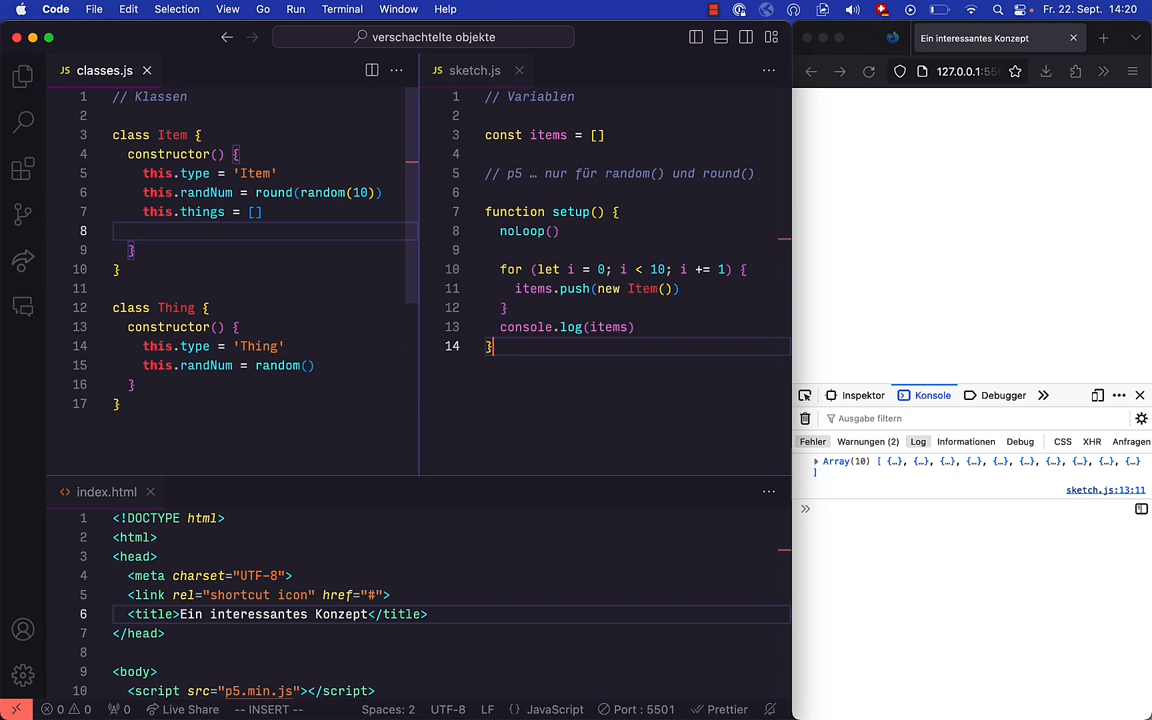 Code File Edit Selection View Go Run Terminal Window Help Fr. 22. Sept. 14:20
verschachtelte objekte
Ein interessantes Konzept
JS classes.js
JS sketch.js
127.0.0.1:550
1 // Klassen
2
3 class Item {
4 constructor() {
5 this.type = 'Item'
6 this.randNum = round(random(10))
7 this.things = []
8
9 }
10 }
11
12 class Thing {
13 constructor() {
14 this.type = 'Thing'
15 this.randNum = random()
16 }
17 }
1 // Variablen
2
3 const items = []
4
5 // p5 … nur für random() und round()
6
7 function setup() {
8 noLoop()
9
10 for (let i = 0; i < 10; i += 1) {
11 items.push(new Item())
12 }
13 console.log(items)
14 }
Inspektor Konsole Debugger
Ausgabe filtern
Fehler Warnungen (2) Log Informationen Debug CSS XHR Anfragen
Array(10) [ {…}, {…}, {…}, {…}, {…}, {…}, {…}, {…}, {…}, {…}
]
sketch.js:13:11
index.html
1 <!DOCTYPE html>
2 <html>
3 <head>
4 <meta charset="UTF-8">
5 <link rel="shortcut icon" href="#">
6 <title>Ein interessantes Konzept</title>
7 </head>
8
9 <body>
10 <script src="p5.min.js"></script>
0 0 0 Live Share -- INSERT -- Spaces: 2 UTF-8 LF {} JavaScript Port : 5501 Prettier